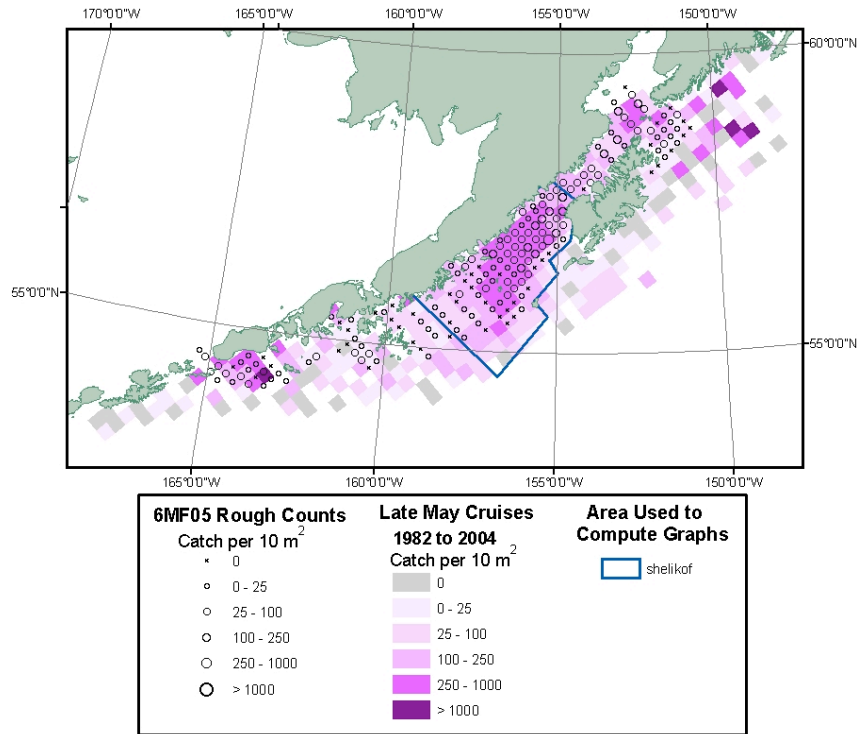 170°0'0"W 165°0'0"W 160°0'0"W 155°0'0"W 150°0'0"W
60°0'0"N
55°0'0"N
55°0'0"N
165°0'0"W 160°0'0"W 155°0'0"W 150°0'0"W
6MF05 Rough Counts
Catch per 10 m²
0
0 - 25
25 - 100
100 - 250
250 - 1000
> 1000
Late May Cruises
1982 to 2004
Catch per 10 m²
0
0 - 25
25 - 100
100 - 250
250 - 1000
> 1000
Area Used to
Compute Graphs
shelikof